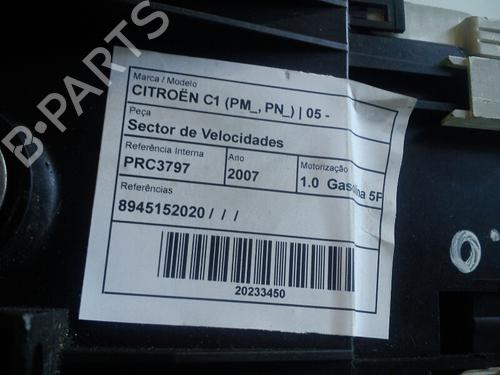 Marca / Modelo
CITROËN C1 (PM_, PN_) | 05 -
Peça
Sector de Velocidades
Referência Interna Ano Motorização
PRC3797 2007 1.0 Gasolina 5P
Referências
8945152020 / / /
20233450
B-PARTS